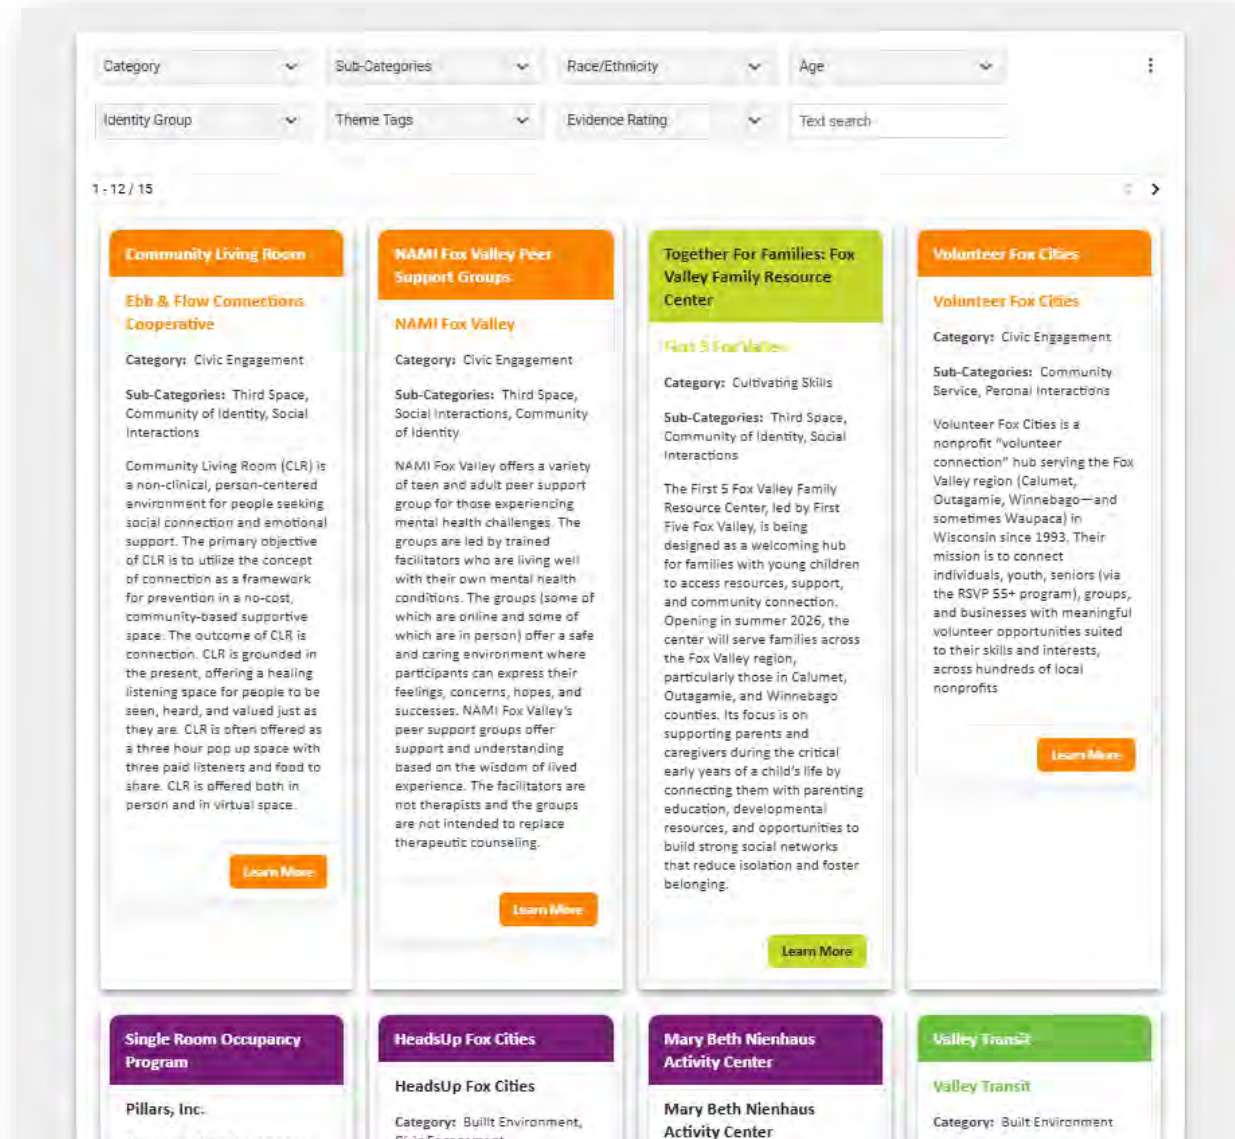 Category
Sub-Categories
Race/Ethnicity
Age
Identity Group
Theme Tags
Evidence Rating
Text search
1 - 12 / 15
Community Living Room
Ebb & Flow Connections
Cooperative
Category: Civic Engagement
Sub-Categories: Third Space,
Community of Identity, Social
Interactions
Community Living Room (CLR) is
a non-clinical, person-centered
environment for people seeking
social connection and emotional
support. The primary objective
of CLR is to utilize the concept
of connection as a framework
for prevention in a no-cost,
community-based supportive
space. The outcome of CLR is
connection. CLR is grounded in
the present, offering a healing
listening space for people to be
seen, heard, and valued just as
they are. CLR is often offered as
a three hour pop up space with
three paid listeners and food to
share. CLR is offered both in
person and in virtual space.
Learn More
NAMI Fox Valley Peer
Support Groups
NAMI Fox Valley
Category: Civic Engagement
Sub-Categories: Third Space,
Social Interactions, Community
of Identity
NAMI Fox Valley offers a variety
of teen and adult peer support
group for those experiencing
mental health challenges. The
groups are led by trained
facilitators who are living well
with their own mental health
conditions. The groups (some of
which are online and some of
which are in person) offer a safe
and caring environment where
participants can express their
feelings, concerns, hopes, and
successes. NAMI Fox Valley's
peer support groups offer
support and understanding
based on the wisdom of lived
experience. The facilitators are
not therapists and the groups
are not intended to replace
therapeutic counseling.
Learn More
Together For Families: Fox
Valley Family Resource
Center
First 5 Fox Valley
Category: Cultivating Skills
Sub-Categories: Third Space,
Community of Identity, Social
Interactions
The First 5 Fox Valley Family
Resource Center, led by First
Five Fox Valley, is being
designed as a welcoming hub
for families with young children
to access resources, support,
and community connection.
Opening in summer 2026, the
center will serve families across
the Fox Valley region,
particularly those in Calumet,
Outagamie, and Winnebago
counties. Its focus is on
supporting parents and
caregivers during the critical
early years of a child's life by
connecting them with parenting
education, developmental
resources, and opportunities to
build strong social networks
that reduce isolation and foster
belonging.
Learn More
Volunteer Fox Cities
Volunteer Fox Cities
Category: Civic Engagement
Sub-Categories: Community
Service, Peronal Interactions
Volunteer Fox Cities is a
nonprofit "volunteer
connection" hub serving the Fox
Valley region (Calumet,
Outagamie, Winnebago—and
sometimes Waupaca) in
Wisconsin since 1993. Their
mission is to connect
individuals, youth, seniors (via
the RSVP 55+ program), groups,
and businesses with meaningful
volunteer opportunities suited
to their skills and interests,
across hundreds of local
nonprofits
Learn More
Single Room Occupancy
Program
Pillars, Inc.
HeadsUp Fox Cities
HeadsUp Fox Cities
Category: Built Environment,
Mary Beth Nienhaus
Activity Center
Mary Beth Nienhaus
Activity Center
Valley Transit
Valley Transit
Category: Built Environment